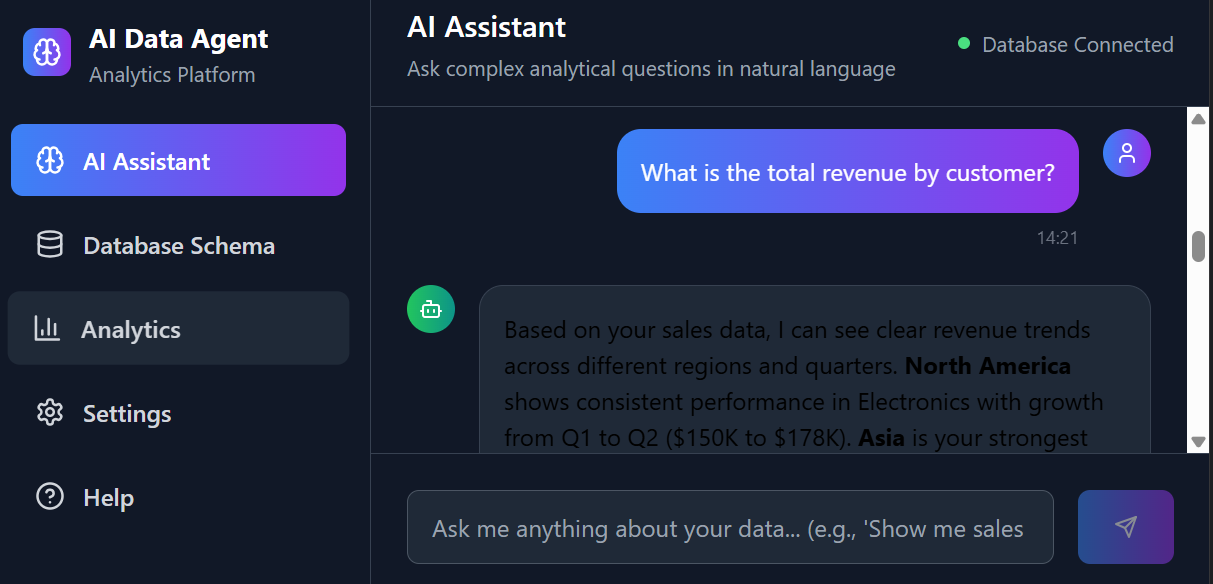 AI Data Agent
Analytics Platform
AI Assistant
Database Schema
Analytics
Settings
Help
AI Assistant
Ask complex analytical questions in natural language
Database Connected
What is the total revenue by customer?
14:21
Based on your sales data, I can see clear revenue trends
across different regions and quarters. North America
shows consistent performance in Electronics with growth
from Q1 to Q2 ($150K to $178K). Asia is your strongest
Ask me anything about your data... (e.g., 'Show me sales